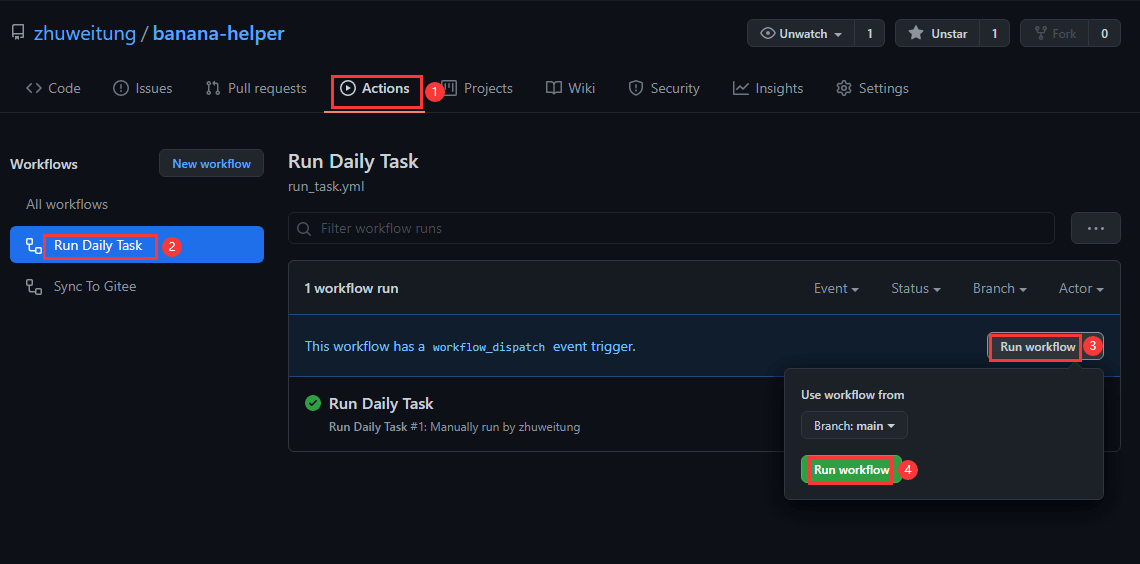 zhuweitung / banana-helper
Unwatch 1 Unstar 1 Fork 0
Code Issues Pull requests Actions 1 Projects Wiki Security Insights Settings
Workflows New workflow
All workflows
Run Daily Task 2
Sync To Gitee
Run Daily Task
run_task.yml
Filter workflow runs ...
1 workflow run Event Status Branch Actor
This workflow has a workflow_dispatch event trigger. Run workflow 3
Run Daily Task
Run Daily Task #1: Manually run by zhuweitung
Use workflow from
Branch: main
Run workflow 4